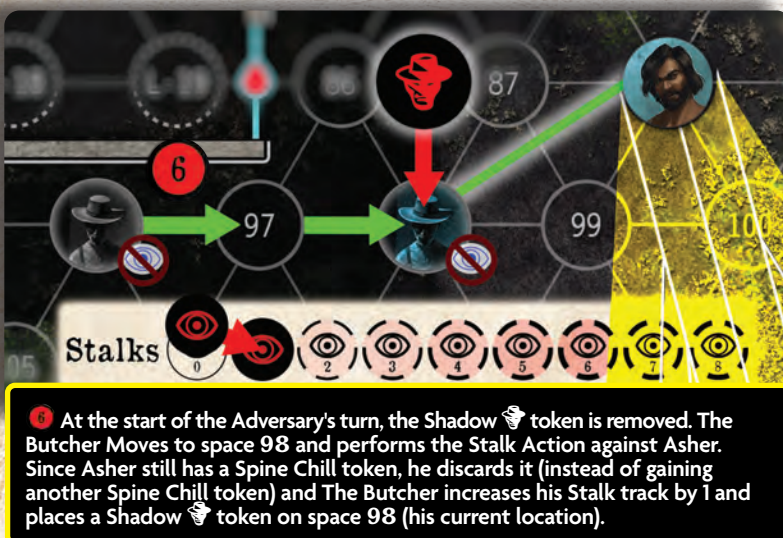 86
87
6
97
99
100
Stalks
0
2
3
4
5
6
7
8
6 At the start of the Adversary's turn, the Shadow token is removed. The
Butcher Moves to space 98 and performs the Stalk Action against Asher.
Since Asher still has a Spine Chill token, he discards it (instead of gaining
another Spine Chill token) and The Butcher increases his Stalk track by 1 and
places a Shadow token on space 98 (his current location).